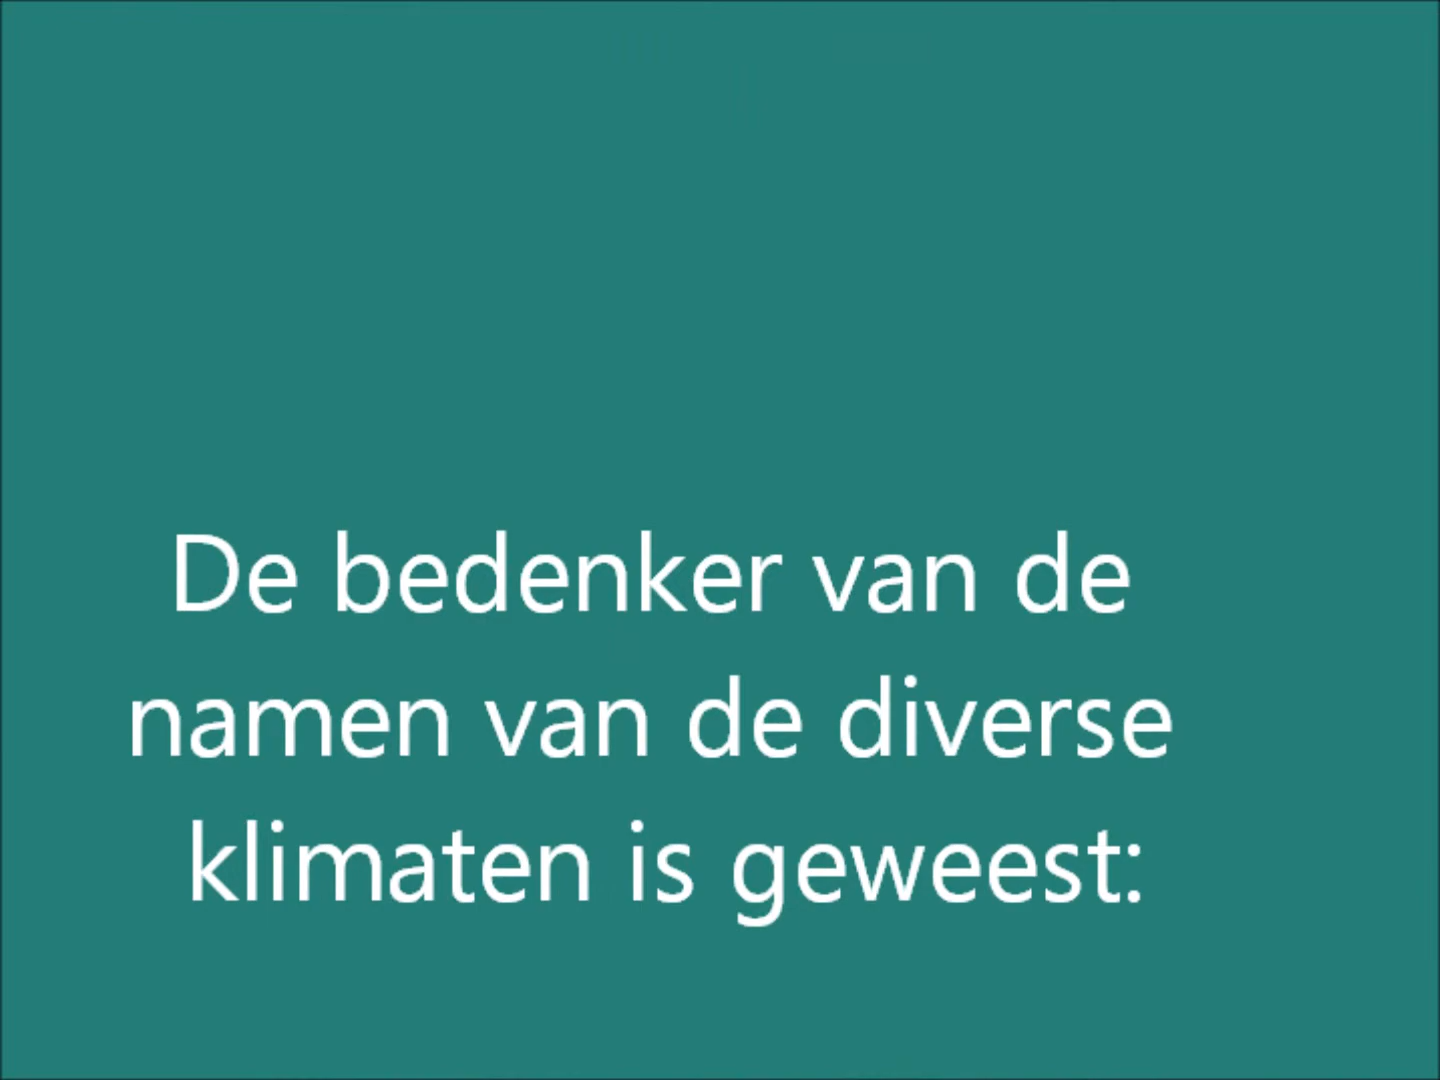 De bedenker van de
namen van de diverse
klimaten is geweest: